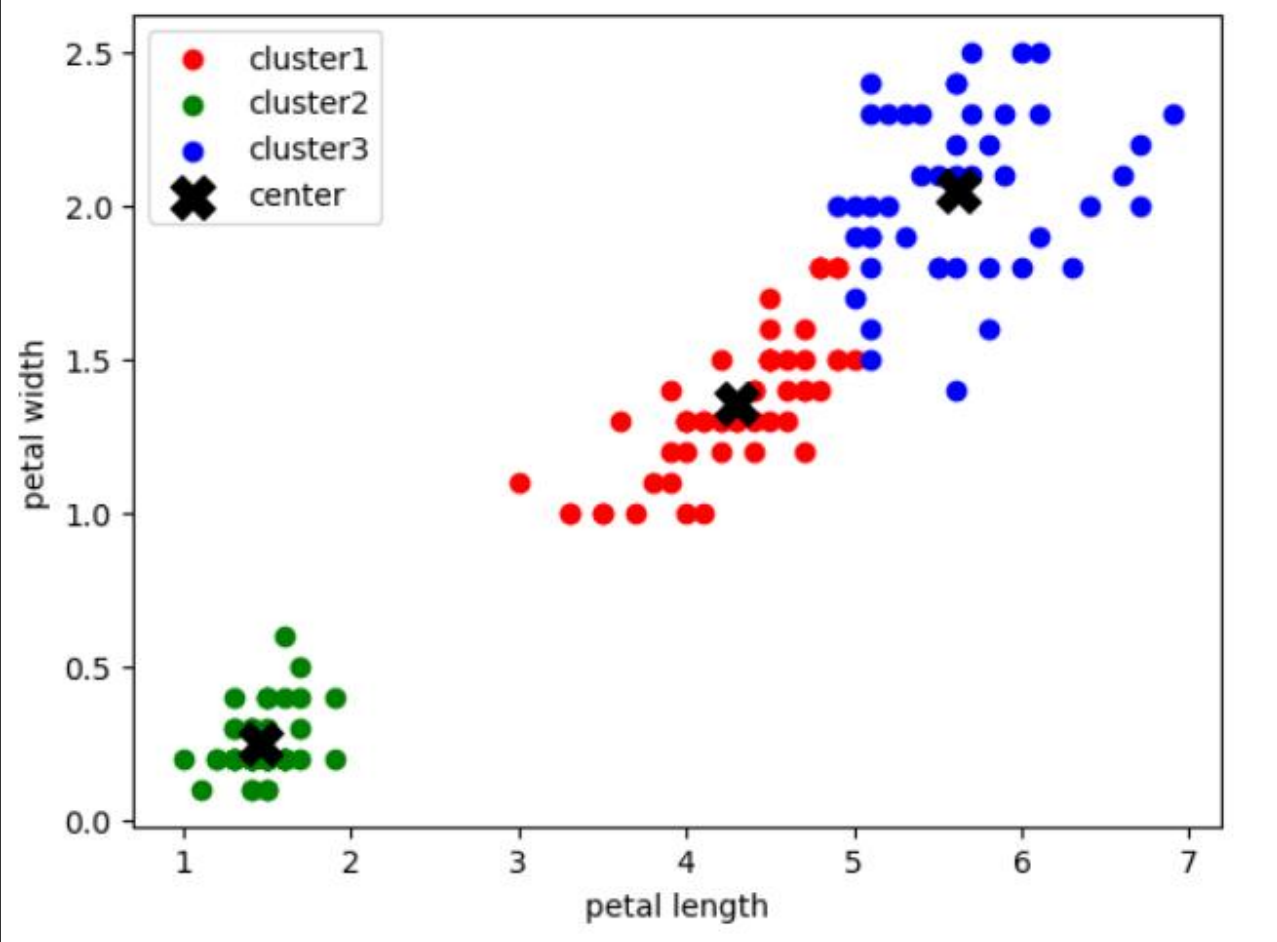 cluster1
cluster2
cluster3
center
2.5
2.0
1.5
1.0
0.5
0.0
petal width
1 2 3 4 5 6 7
petal length